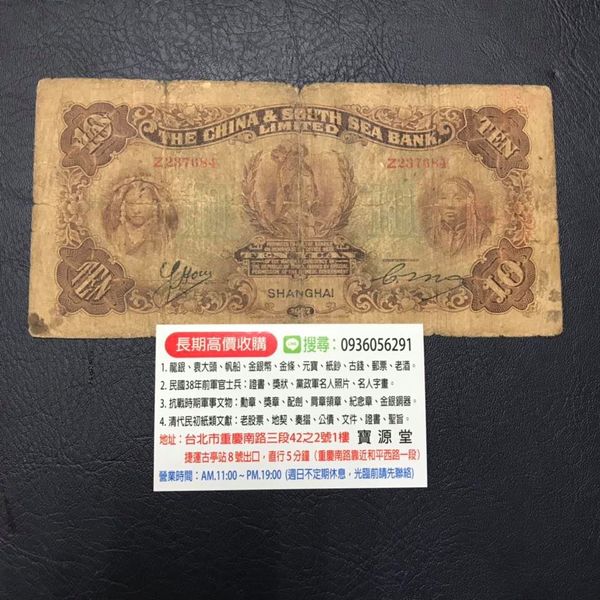 10
TEN
THE CHINA & SOUTH SEA BANK,
LIMITED
Z237684
Z237684
SHANGHAI
TEN
10
長期高價收購
搜尋：0936056291
1. 龍銀、袁大頭、帆船、金銀幣、金條、元寶、紙鈔、古錢、郵票、老酒。
2. 民國38年前軍官士兵：證書、獎狀、黨政軍名人照片、名人字畫。
3. 抗戰時期軍事文物：勳章、獎章、配劍、肩章領章、紀念章、金銀鋼器。
4. 清代民初紙類文獻：老股票、地契、奏摺、公債、文件、證書、聖旨。
地址：台北市重慶南路三段42之2號1樓 寶源堂
捷運古亭站8號出口，直行5分鐘（重慶南路靠近和平西路一段）
營業時間：AM.11:00 ~ PM.19:00 (週日不定期休息，光臨前請先聯絡)